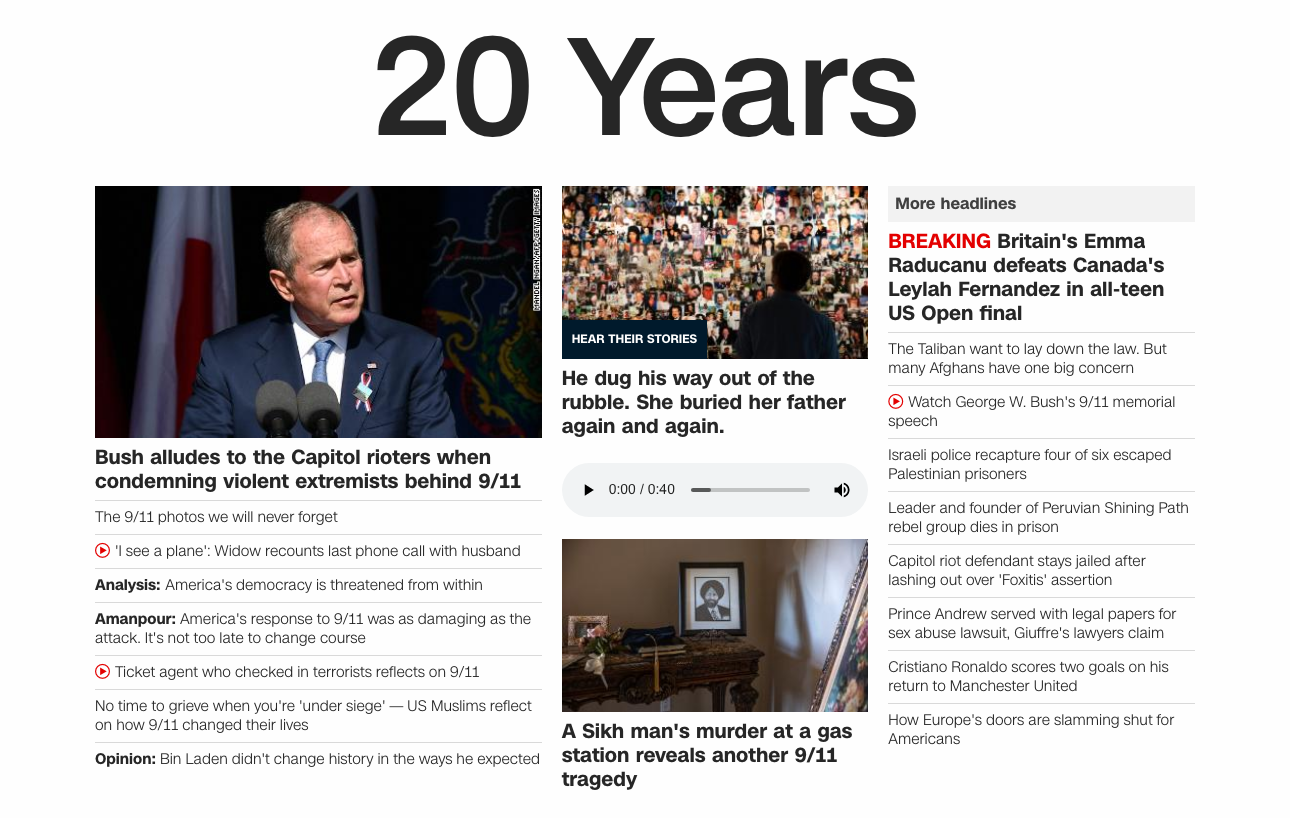 20 Years
MANDEL NGAN/AFP/GETTY IMAGES
Bush alludes to the Capitol rioters when
condemning violent extremists behind 9/11
The 9/11 photos we will never forget
'I see a plane': Widow recounts last phone call with husband
Analysis: America's democracy is threatened from within
Amanpour: America's response to 9/11 was as damaging as the
attack. It's not too late to change course
Ticket agent who checked in terrorists reflects on 9/11
No time to grieve when you're 'under siege' — US Muslims reflect
on how 9/11 changed their lives
Opinion: Bin Laden didn't change history in the ways he expected
HEAR THEIR STORIES
He dug his way out of the
rubble. She buried her father
again and again.
0:00 / 0:40
A Sikh man's murder at a gas
station reveals another 9/11
tragedy
More headlines
BREAKING Britain's Emma
Raducanu defeats Canada's
Leylah Fernandez in all-teen
US Open final
The Taliban want to lay down the law. But
many Afghans have one big concern
Watch George W. Bush's 9/11 memorial
speech
Israeli police recapture four of six escaped
Palestinian prisoners
Leader and founder of Peruvian Shining Path
rebel group dies in prison
Capitol riot defendant stays jailed after
lashing out over 'Foxitis' assertion
Prince Andrew served with legal papers for
sex abuse lawsuit, Giuffre's lawyers claim
Cristiano Ronaldo scores two goals on his
return to Manchester United
How Europe's doors are slamming shut for
Americans